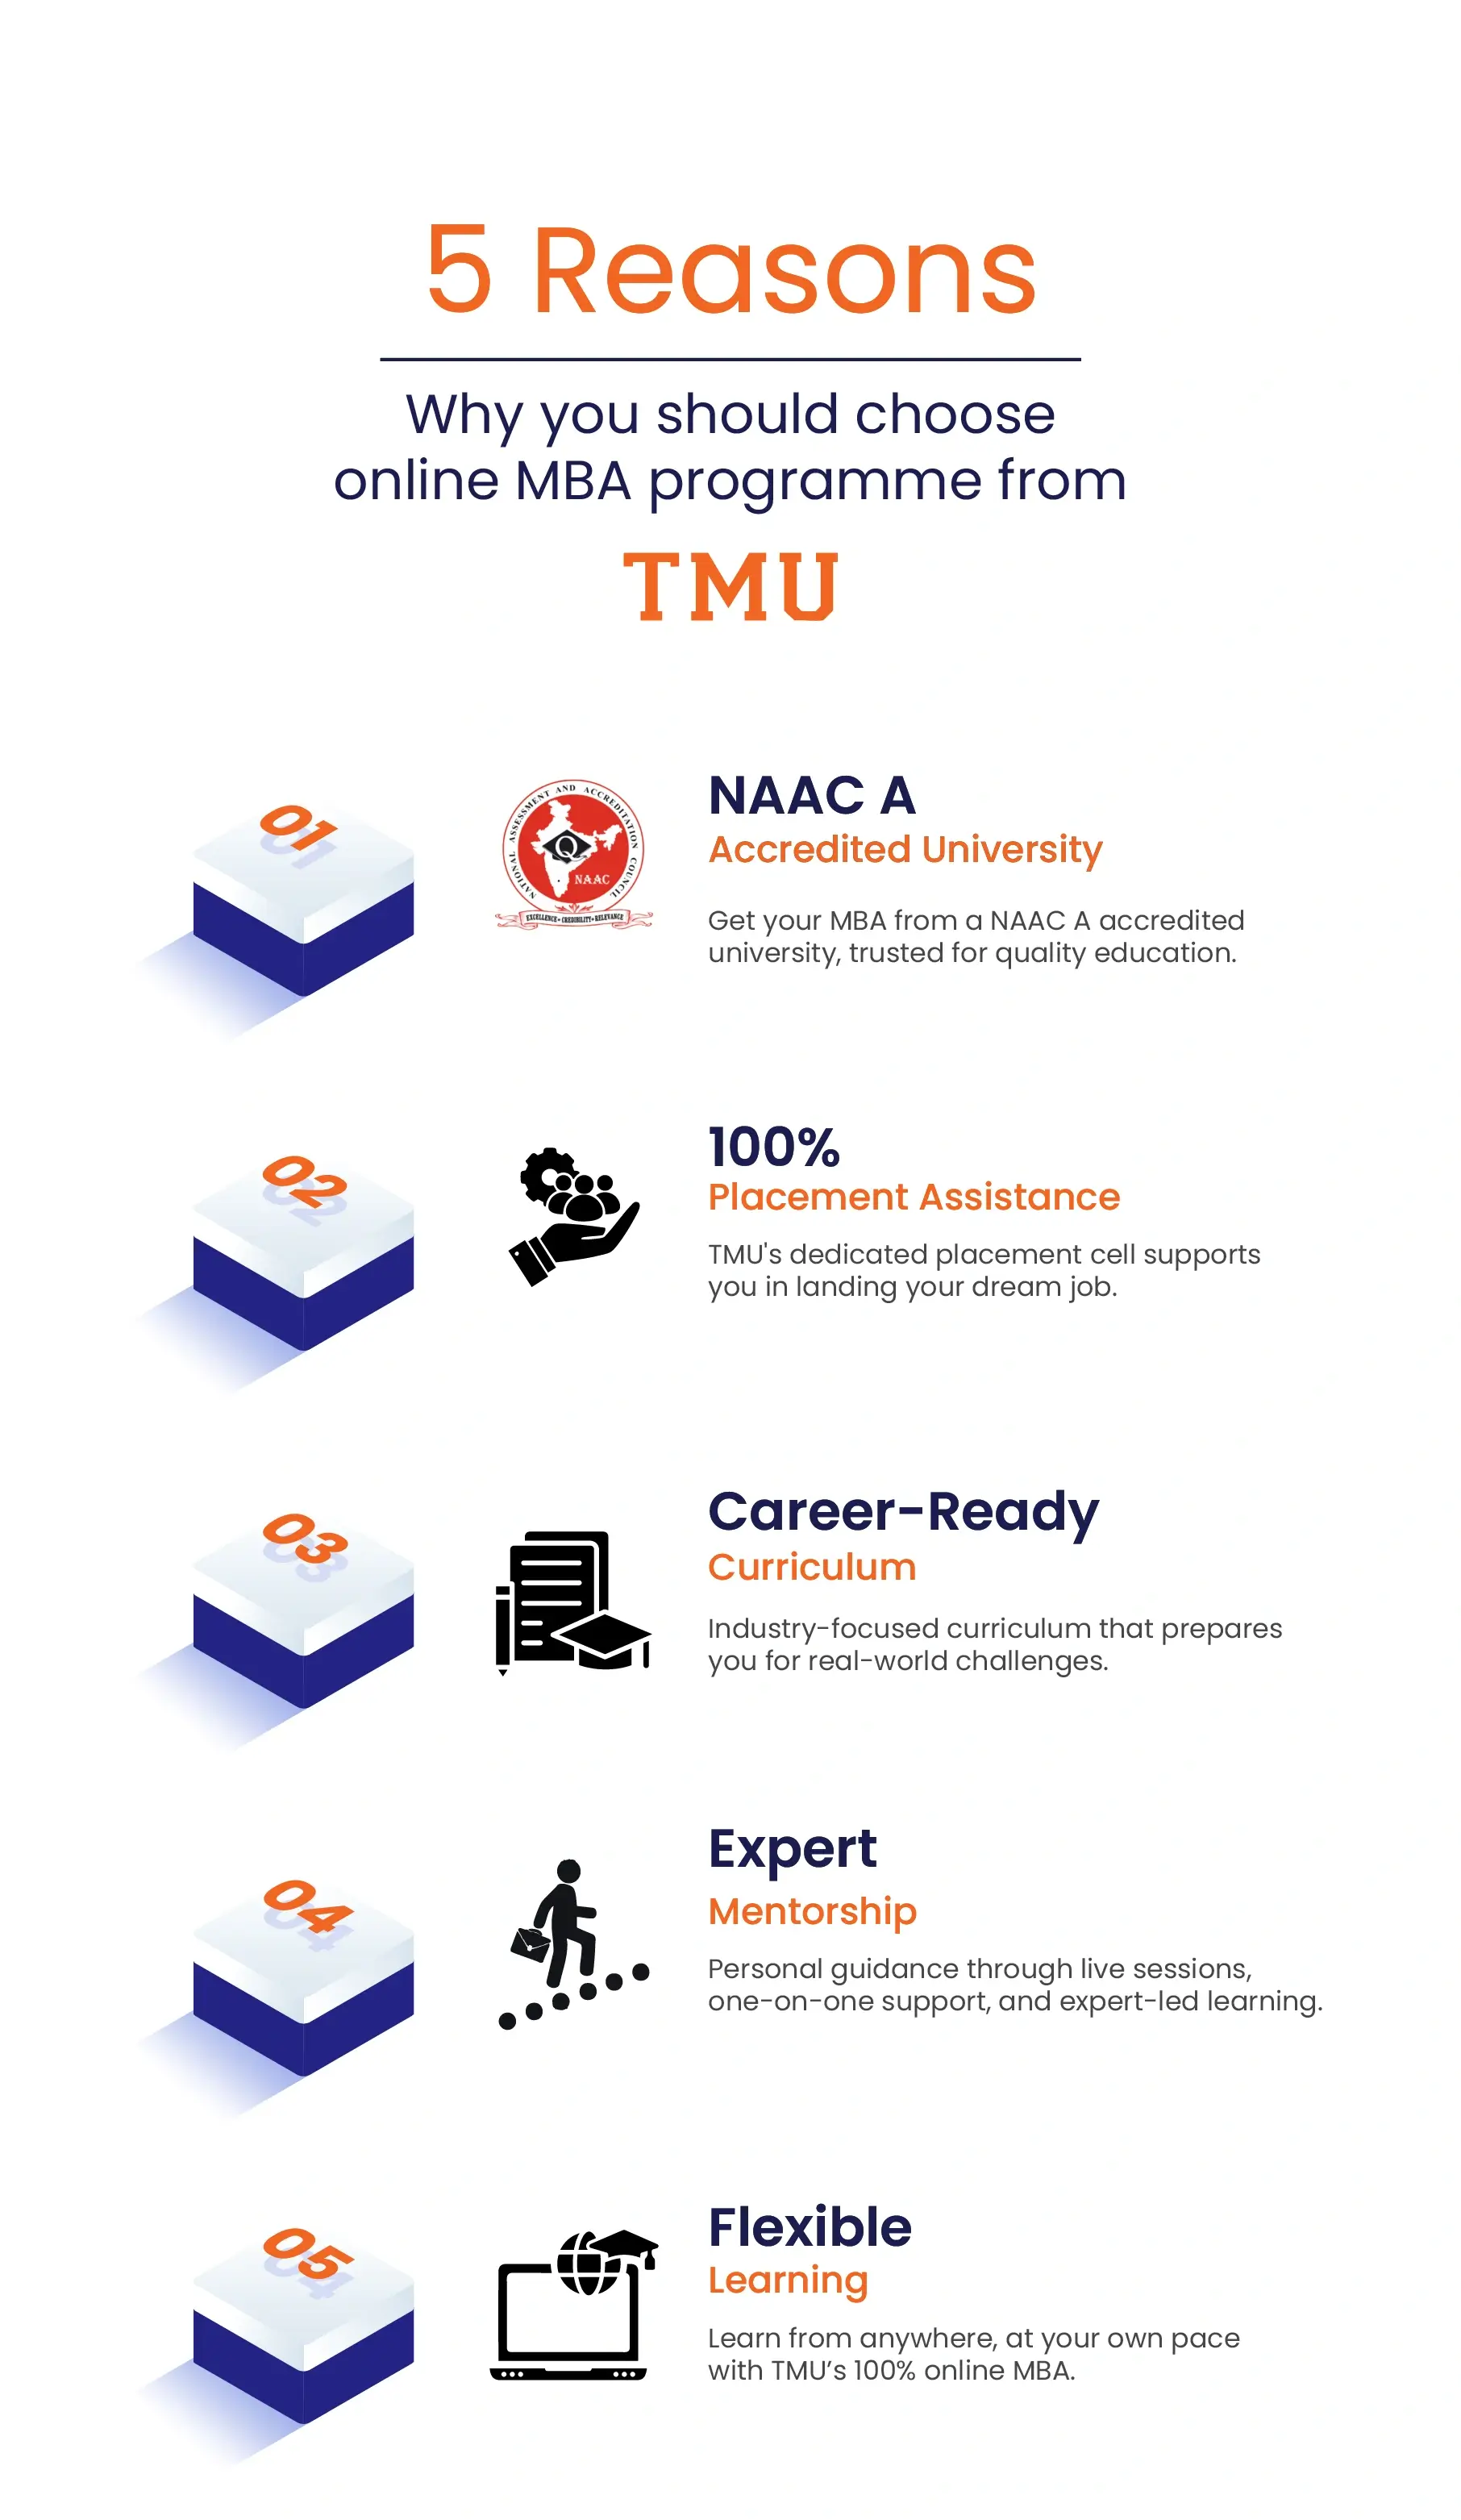 5 Reasons
Why you should choose
online MBA programme from
TMU
01
NATIONAL ASSESSMENT AND ACCREDITATION COUNCIL
Q
NAAC
EXCELLENCE • CREDIBILITY • RELEVANCE
NAAC A
Accredited University
Get your MBA from a NAAC A accredited
university, trusted for quality education.
02
100%
Placement Assistance
TMU's dedicated placement cell supports
you in landing your dream job.
03
Career-Ready
Curriculum
Industry-focused curriculum that prepares
you for real-world challenges.
04
Expert
Mentorship
Personal guidance through live sessions,
one-on-one support, and expert-led learning.
05
Flexible
Learning
Learn from anywhere, at your own pace
with TMU’s 100% online MBA.